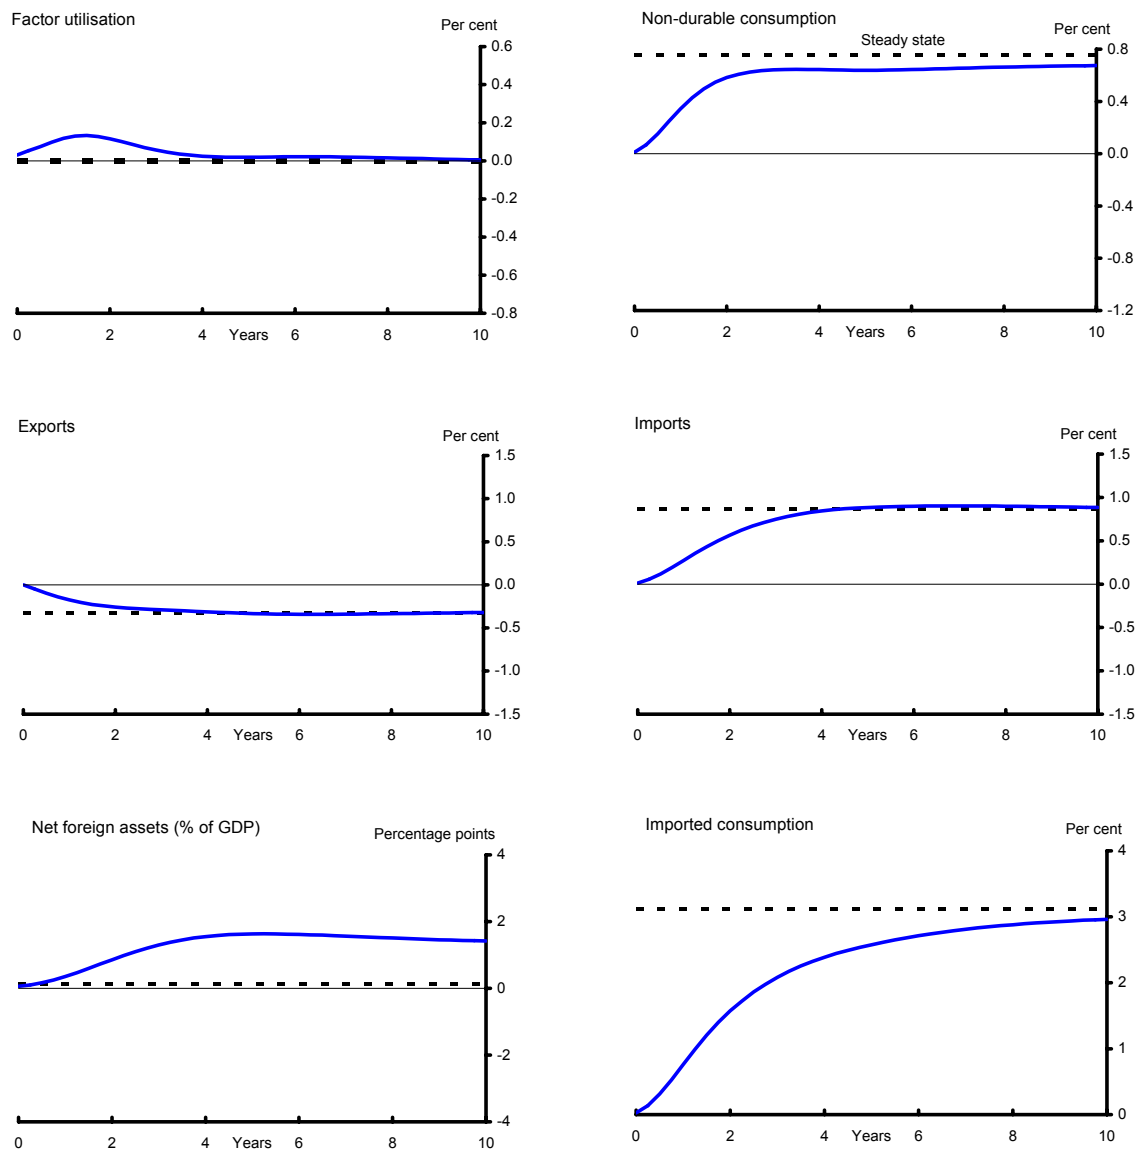 Factor utilisation
Per cent
0.6
0.4
0.2
0.0
-0.2
-0.4
-0.6
-0.8
0 2 4 Years 6 8 10
Non-durable consumption
Per cent
Steady state
0.8
0.4
0.0
-0.4
-0.8
-1.2
0 2 4 Years 6 8 10
Exports
Per cent
1.5
1.0
0.5
0.0
-0.5
-1.0
-1.5
0 2 4 Years 6 8 10
Imports
Per cent
1.5
1.0
0.5
0.0
-0.5
-1.0
-1.5
0 2 4 Years 6 8 10
Net foreign assets (% of GDP)
Percentage points
4
2
0
-2
-4
0 2 4 Years 6 8 10
Imported consumption
Per cent
4
3
2
1
0
0 2 4 Years 6 8 10